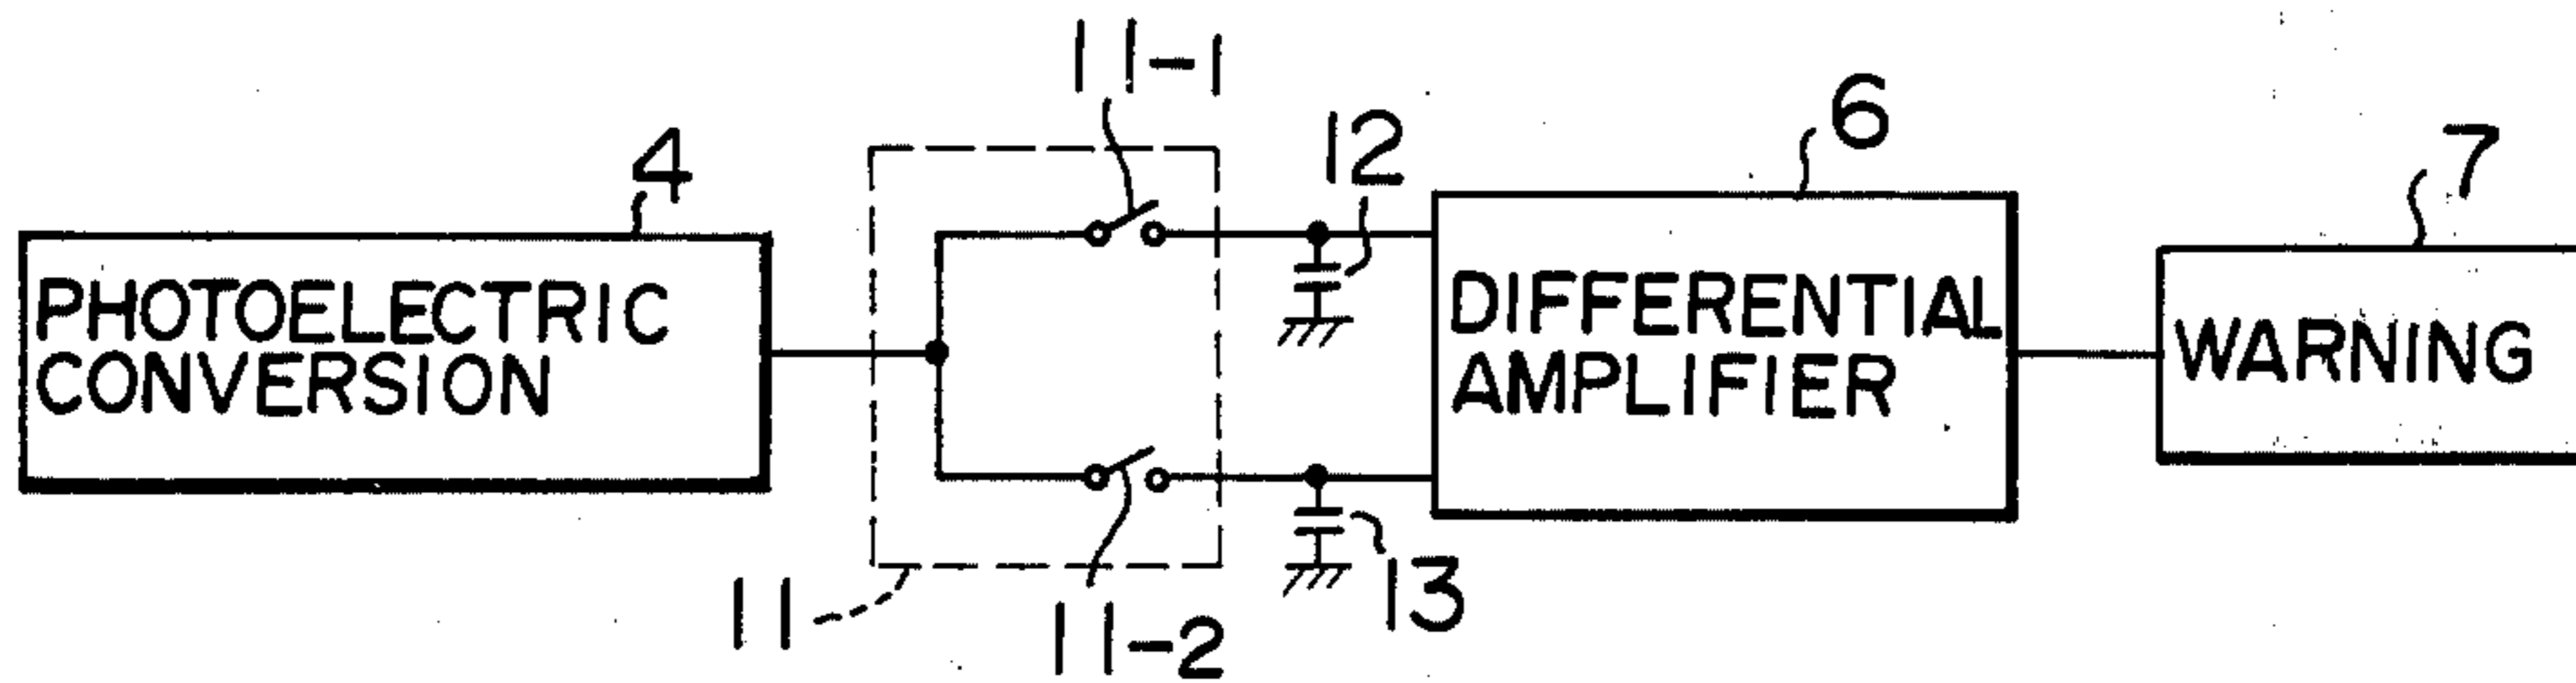 11-1
12
6
7
4
PHOTOELECTRIC
CONVERSION
DIFFERENTIAL
AMPLIFIER
WARNING
11
11-2
13